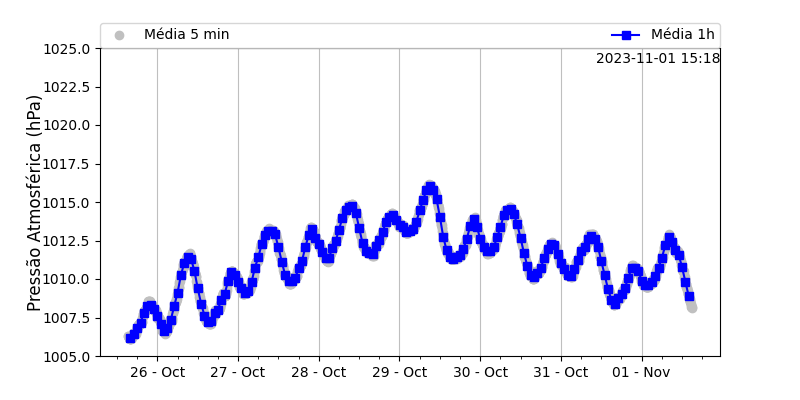 Média 5 min
Média 1h
2023-11-01 15:18
Pressão Atmosférica (hPa)
1025.0
1022.5
1020.0
1017.5
1015.0
1012.5
1010.0
1007.5
1005.0
26 - Oct
27 - Oct
28 - Oct
29 - Oct
30 - Oct
31 - Oct
01 - Nov